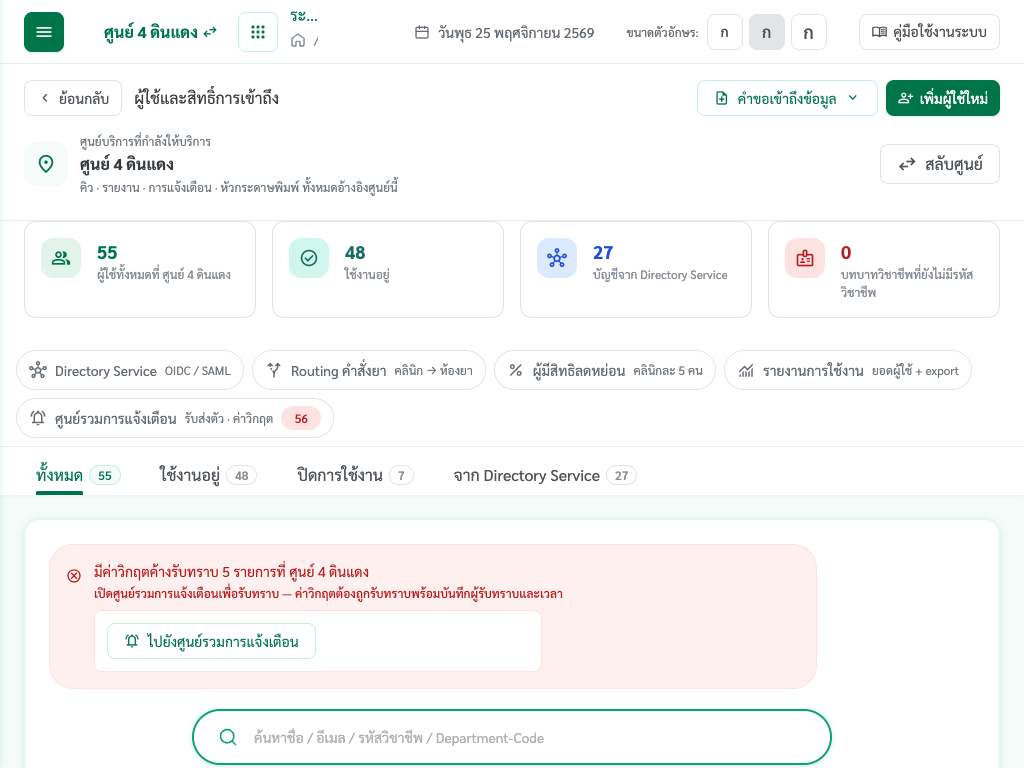 ศูนย์ 4 ดินแดง
ระ...
/
วันพุธ 25 พฤศจิกายน 2569
ขนาดตัวอักษร:
ก
ก
ก
คู่มือใช้งานระบบ
ย้อนกลับ
ผู้ใช้และสิทธิ์การเข้าถึง
คำขอเข้าถึงข้อมูล
เพิ่มผู้ใช้ใหม่
ศูนย์บริการที่กำลังให้บริการ
ศูนย์ 4 ดินแดง
คิว · รายงาน · การแจ้งเตือน · หัวกระดาษพิมพ์ ทั้งหมดอ้างอิงศูนย์นี้
สลับศูนย์
55
ผู้ใช้ทั้งหมดที่ ศูนย์ 4 ดินแดง
48
ใช้งานอยู่
27
บัญชีจาก Directory Service
0
บทบาทวิชาชีพที่ยังไม่มีรหัส
วิชาชีพ
Directory Service OIDC / SAML
Routing คำสั่งยา คลินิก → ห้องยา
ผู้มีสิทธิลดหย่อน คลินิกละ 5 คน
รายงานการใช้งาน ยอดผู้ใช้ + export
ศูนย์รวมการแจ้งเตือน รับส่งตัว · ค่าวิกฤต 56
ทั้งหมด 55
ใช้งานอยู่ 48
ปิดการใช้งาน 7
จาก Directory Service 27
มีค่าวิกฤตค้างรับทราบ 5 รายการที่ ศูนย์ 4 ดินแดง
เปิดศูนย์รวมการแจ้งเตือนเพื่อรับทราบ — ค่าวิกฤตต้องถูกรับทราบพร้อมบันทึกผู้รับทราบและเวลา
ไปยังศูนย์รวมการแจ้งเตือน
ค้นหาชื่อ / อีเมล / รหัสวิชาชีพ / Department-Code